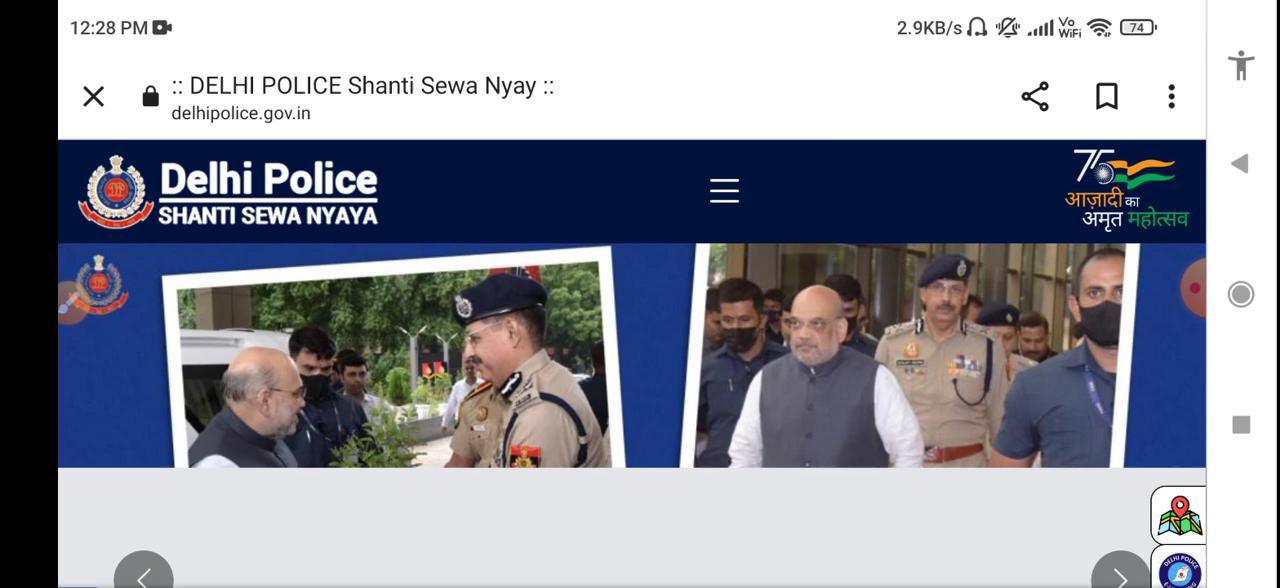 12:28 PM
2.9KB/s Vo WiFi 74
:: DELHI POLICE Shanti Sewa Nyay ::
delhipolice.gov.in
Delhi Police
SHANTI SEWA NYAYA
75
आज़ादी का
अमृत महोत्सव
DELHI POLICE